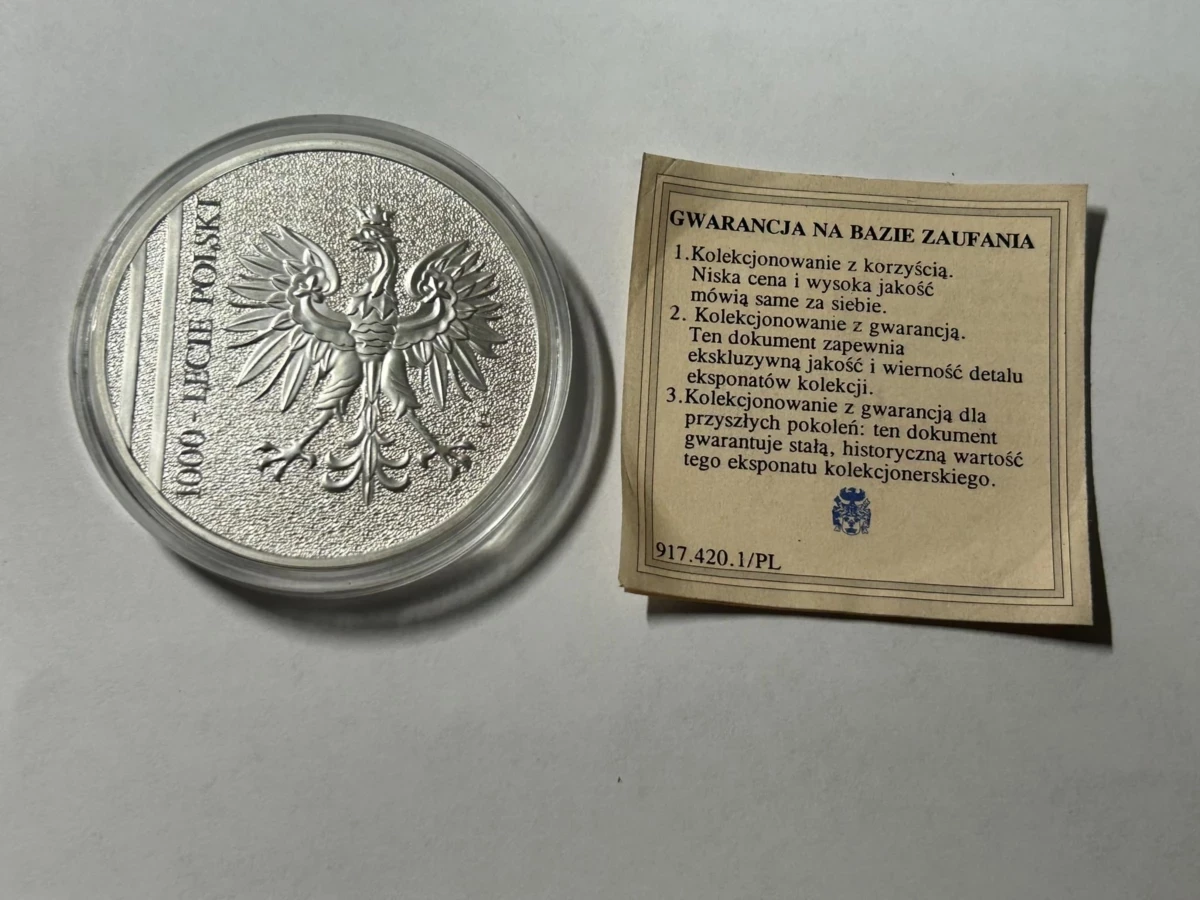 1000-LECIE POLSKI
GWARANCJA NA BAZIE ZAUFANIA
1.Kolekcjonowanie z korzyścią.
Niska cena i wysoka jakość
mówią same za siebie.
2. Kolekcjonowanie z gwarancją.
Ten dokument zapewnia
ekskluzywną jakość i wierność detalu
eksponatów kolekcji.
3.Kolekcjonowanie z gwarancją dla
przyszłych pokoleń: ten dokument
gwarantuje stałą, historyczną wartość
tego eksponatu kolekcjonerskiego.
917.420.1/PL